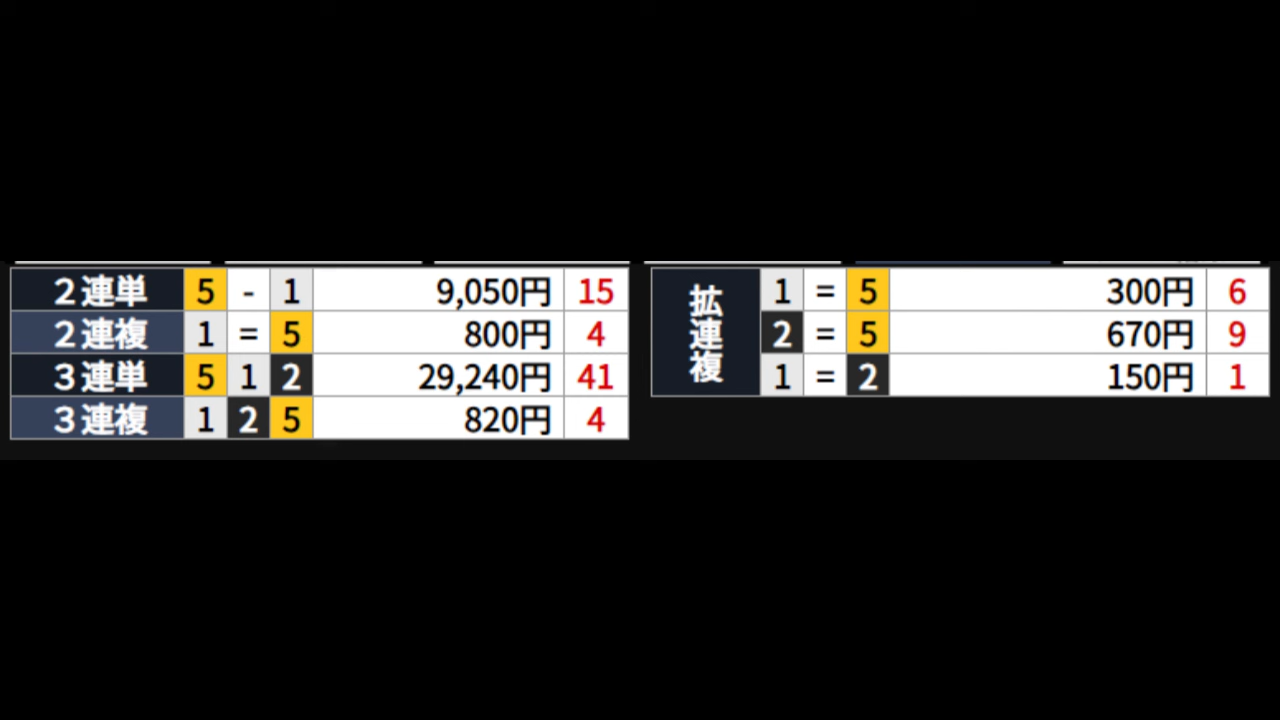 ２連単 5 - 1 9,050円 15
２連複 1 = 5 800円 4
３連単 5 1 2 29,240円 41
３連複 1 2 5 820円 4
拡連複
1 = 5 300円 6
2 = 5 670円 9
1 = 2 150円 1